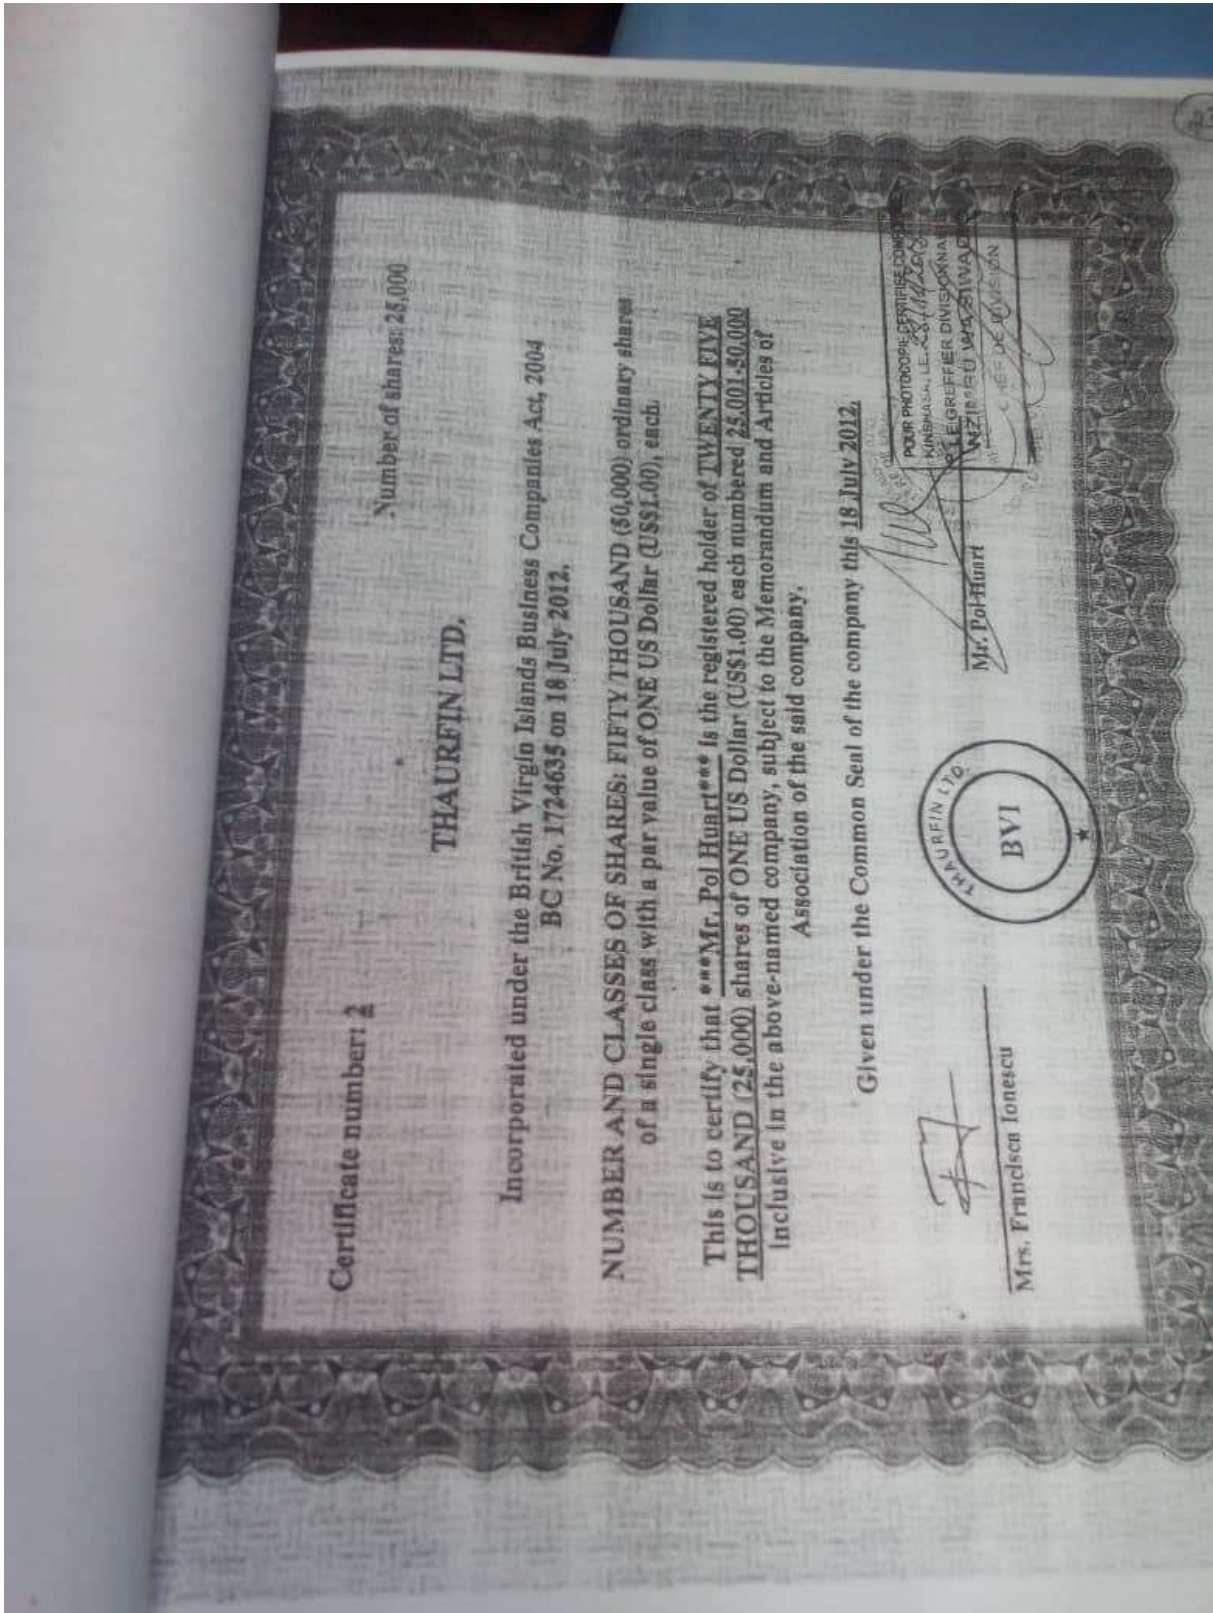 Certificate number: 2
Number of shares: 25,000
THAURFIN LTD.
Incorporated under the British Virgin Islands Business Companies Act, 2004
BC No. 1724635 on 18 July 2012.
NUMBER AND CLASSES OF SHARES: FIFTY THOUSAND (50,000) ordinary shares
of a single class with a par value of ONE US Dollar (US$1.00), each.
This is to certify that ***Mr. Pol Huart*** is the registered holder of TWENTY FIVE
THOUSAND (25,000) shares of ONE US Dollar (US$1.00) each numbered 25,001-50,000
Inclusive in the above-named company, subject to the Memorandum and Articles of
Association of the said company.
Given under the Common Seal of the company this 18 July 2012.
Mrs. Francisca Ionescu
THAURFIN LTD.
BVI
Mr. Pol Huart
POUR PHOTOCOPIE CERTIFIEE
KINSHASA, LE
LE GREFFIER DIVISIONNAI
CHEF DE DIVISION